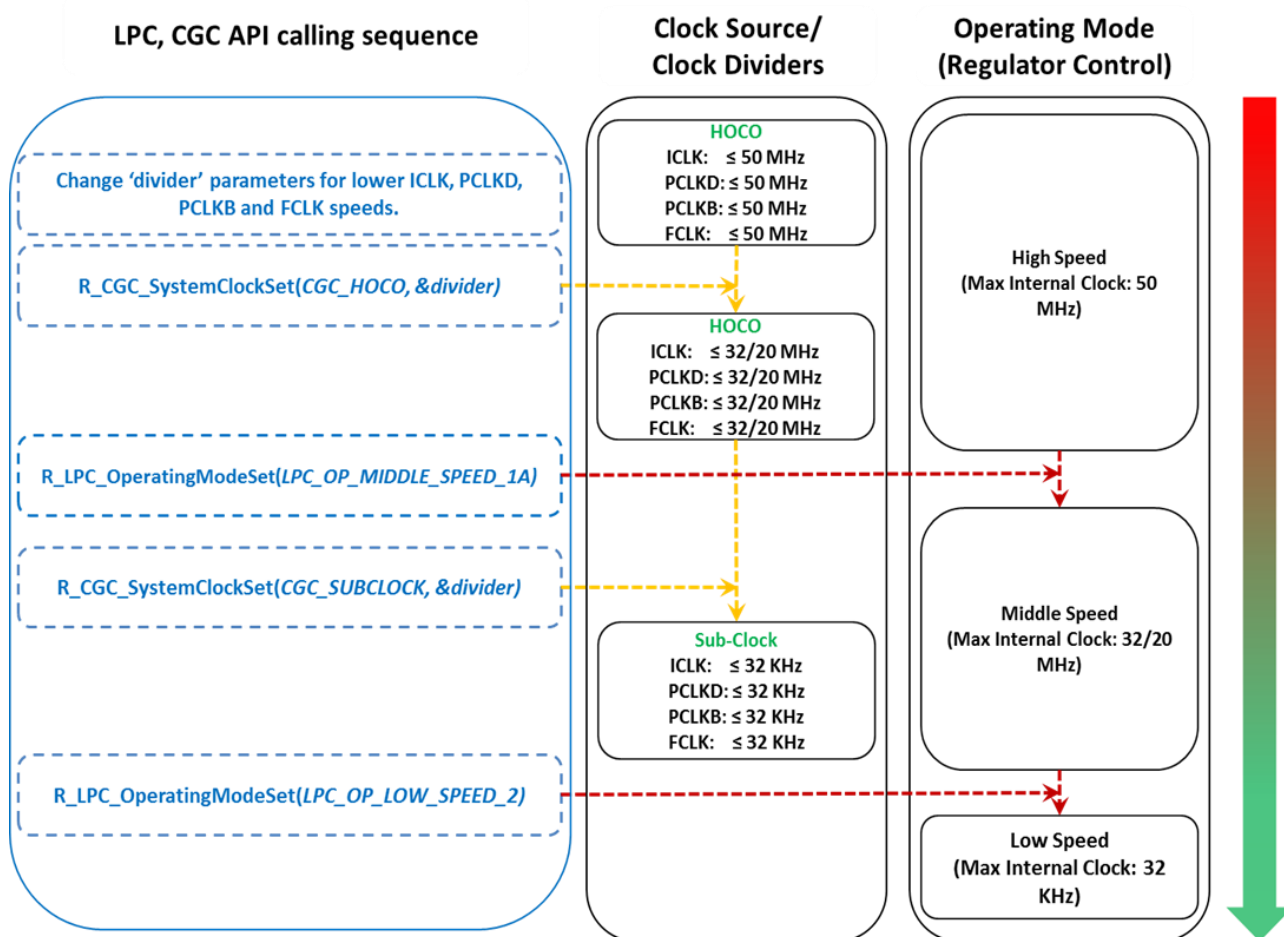 LPC, CGC API calling sequence
Clock Source/
Clock Dividers
Operating Mode
(Regulator Control)
Change ‘divider’ parameters for lower ICLK, PCLKD,
PCLKB and FCLK speeds.
R_CGC_SystemClockSet(CGC_HOCO, &divider)
R_LPC_OperatingModeSet(LPC_OP_MIDDLE_SPEED_1A)
R_CGC_SystemClockSet(CGC_SUBCLOCK, &divider)
R_LPC_OperatingModeSet(LPC_OP_LOW_SPEED_2)
HOCO
ICLK: ≤ 50 MHz
PCLKD: ≤ 50 MHz
PCLKB: ≤ 50 MHz
FCLK: ≤ 50 MHz
HOCO
ICLK: ≤ 32/20 MHz
PCLKD: ≤ 32/20 MHz
PCLKB: ≤ 32/20 MHz
FCLK: ≤ 32/20 MHz
Sub-Clock
ICLK: ≤ 32 KHz
PCLKD: ≤ 32 KHz
PCLKB: ≤ 32 KHz
FCLK: ≤ 32 KHz
High Speed
(Max Internal Clock: 50
MHz)
Middle Speed
(Max Internal Clock: 32/20
MHz)
Low Speed
(Max Internal Clock: 32
KHz)